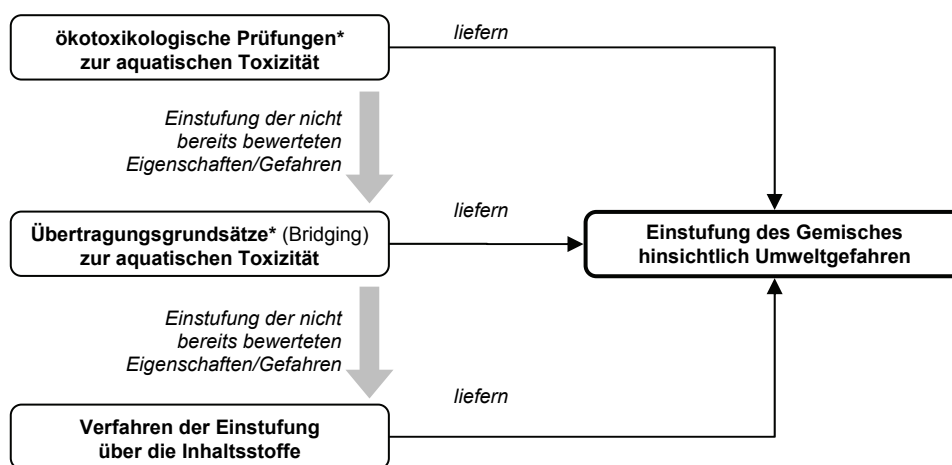 ökotoxikologische Prüfungen*
zur aquatischen Toxizität
liefern
Einstufung der nicht
bereits bewerteten
Eigenschaften/Gefahren
Übertragungsgrundsätze* (Bridging)
zur aquatischen Toxizität
liefern
Einstufung des Gemisches
hinsichtlich Umweltgefahren
Einstufung der nicht
bereits bewerteten
Eigenschaften/Gefahren
Verfahren der Einstufung
über die Inhaltsstoffe
liefern